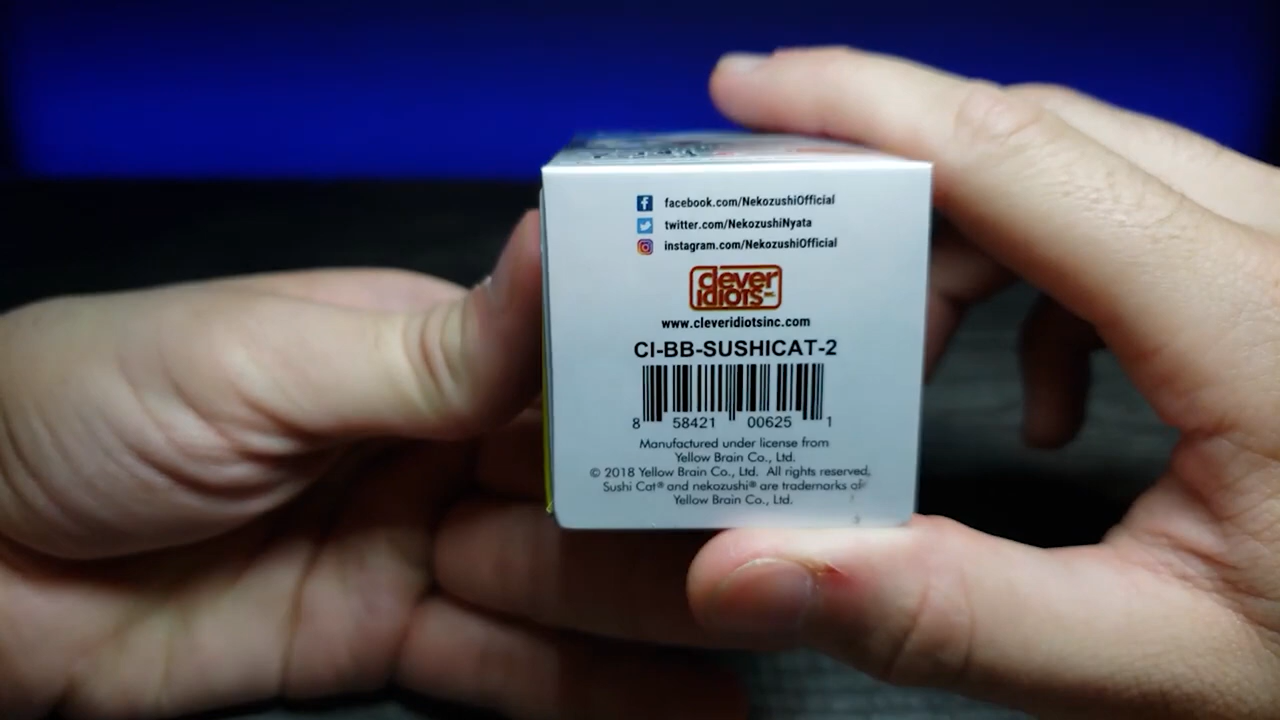 facebook.com/NekozushiOfficial
twitter.com/NekozushiNyata
instagram.com/NekozushiOfficial
clever
idiots INC.
www.cleveridiotsinc.com
CI-BB-SUSHICAT-2
8 58421 00625 1
Manufactured under license from
Yellow Brain Co., Ltd.
© 2018 Yellow Brain Co., Ltd. All rights reserved,
Sushi Cat® and nekozushi® are trademarks of
Yellow Brain Co., Ltd.